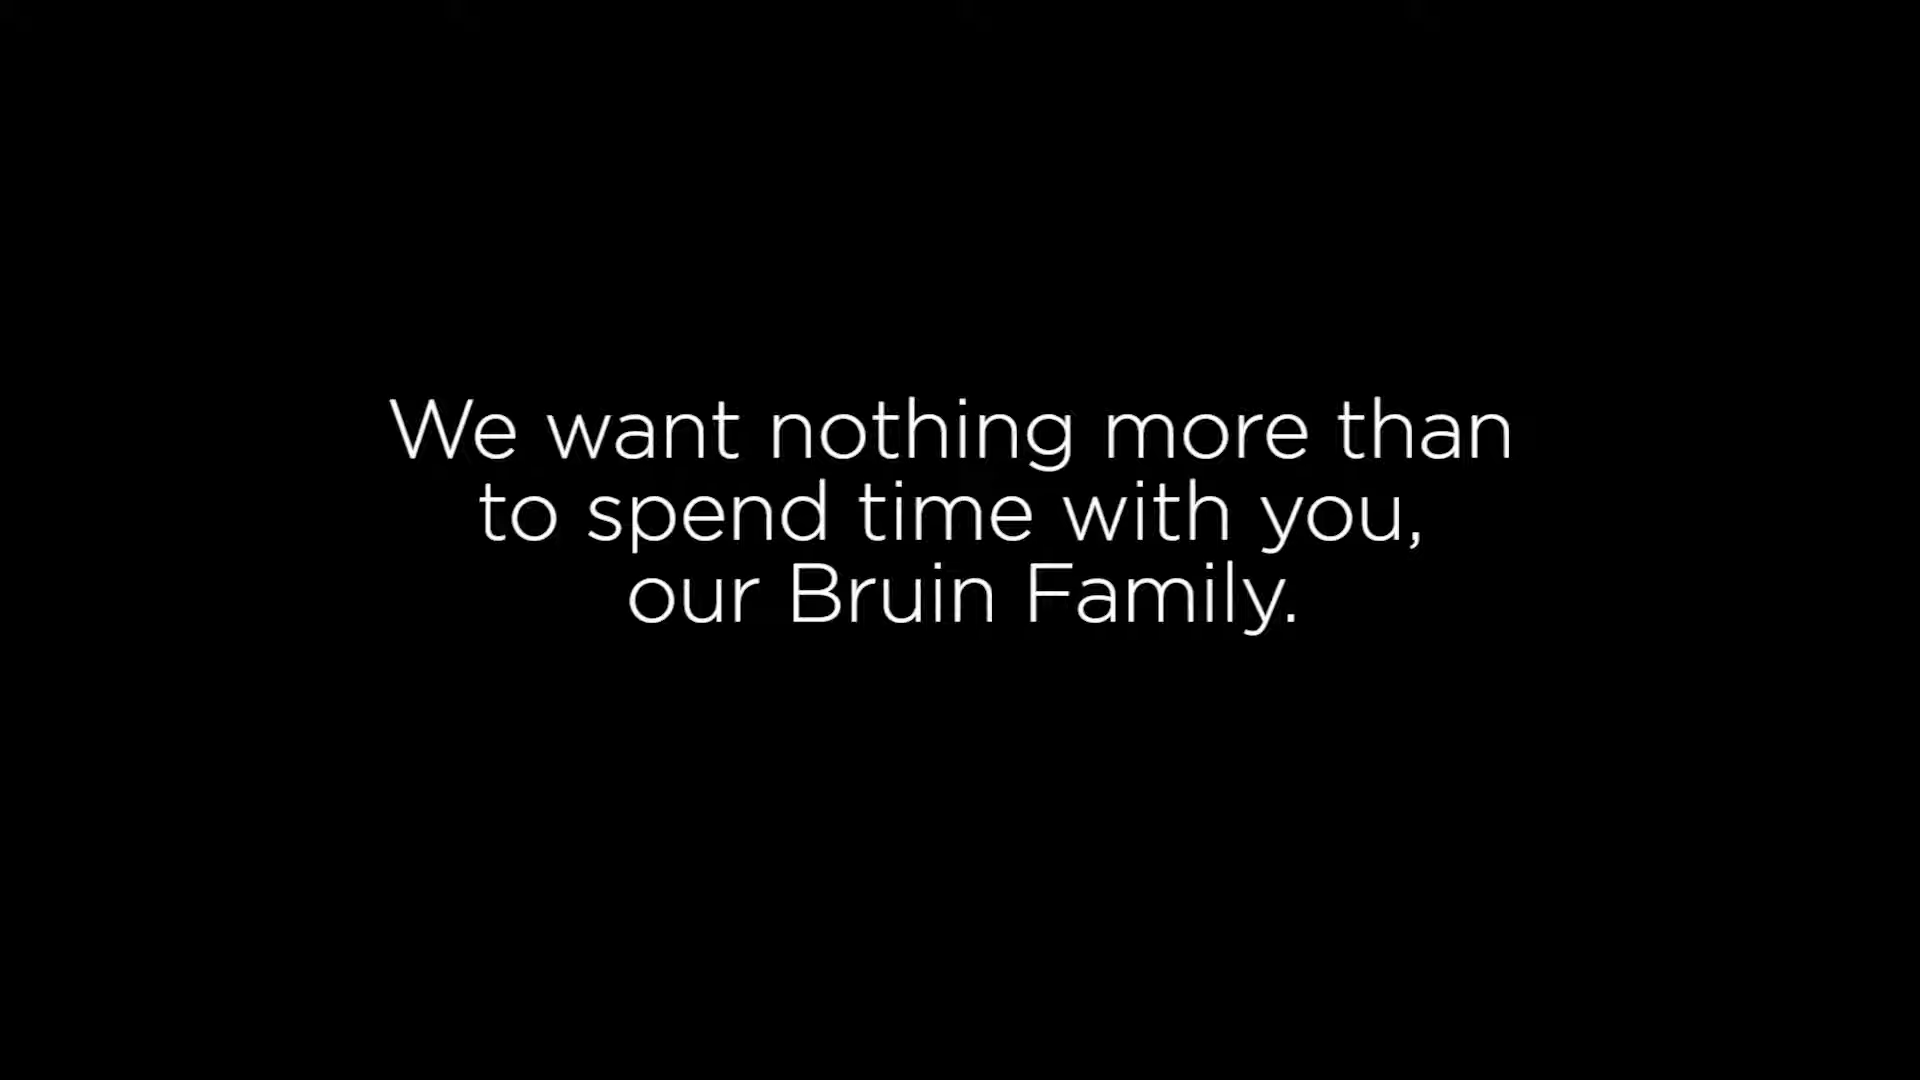 We want nothing more than
to spend time with you,
our Bruin Family.